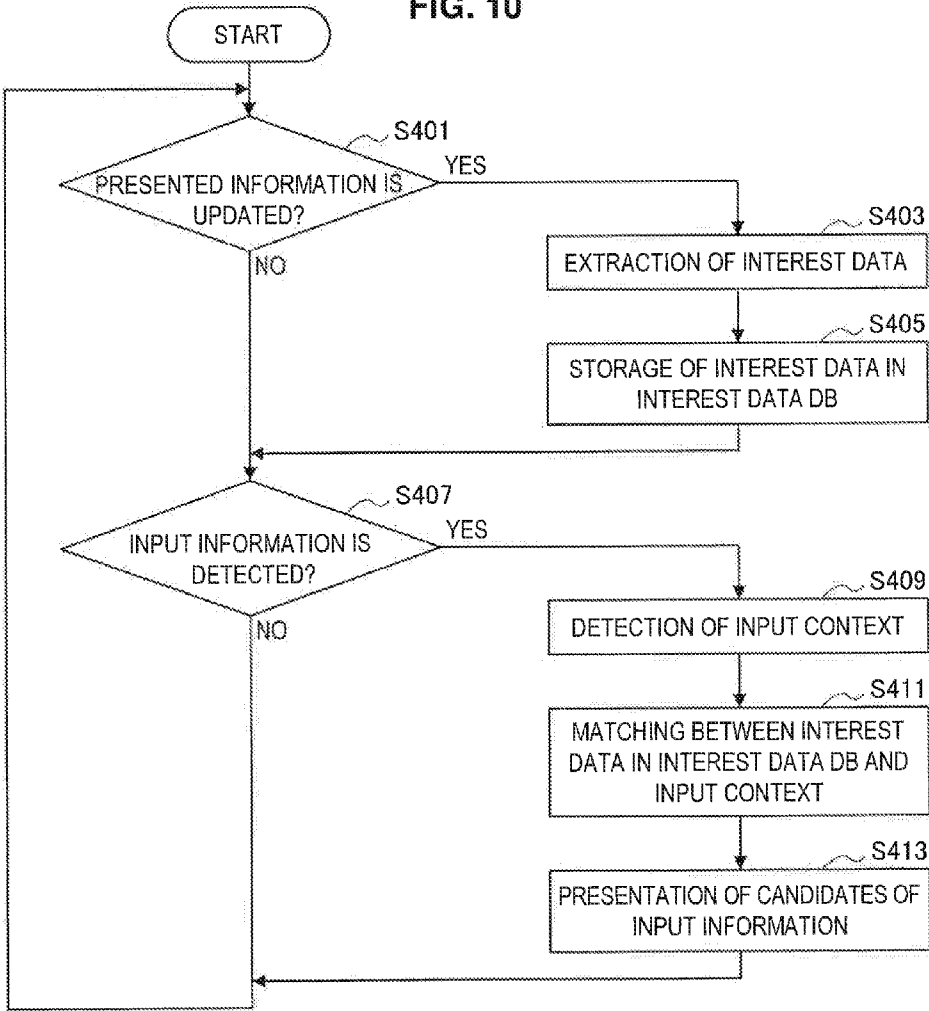 FIG. 10
START
S401
PRESENTED INFORMATION IS
UPDATED?
YES
NO
S403
EXTRACTION OF INTEREST DATA
S405
STORAGE OF INTEREST DATA IN
INTEREST DATA DB
S407
INPUT INFORMATION IS
DETECTED?
YES
NO
S409
DETECTION OF INPUT CONTEXT
S411
MATCHING BETWEEN INTEREST
DATA IN INTEREST DATA DB AND
INPUT CONTEXT
S413
PRESENTATION OF CANDIDATES OF
INPUT INFORMATION